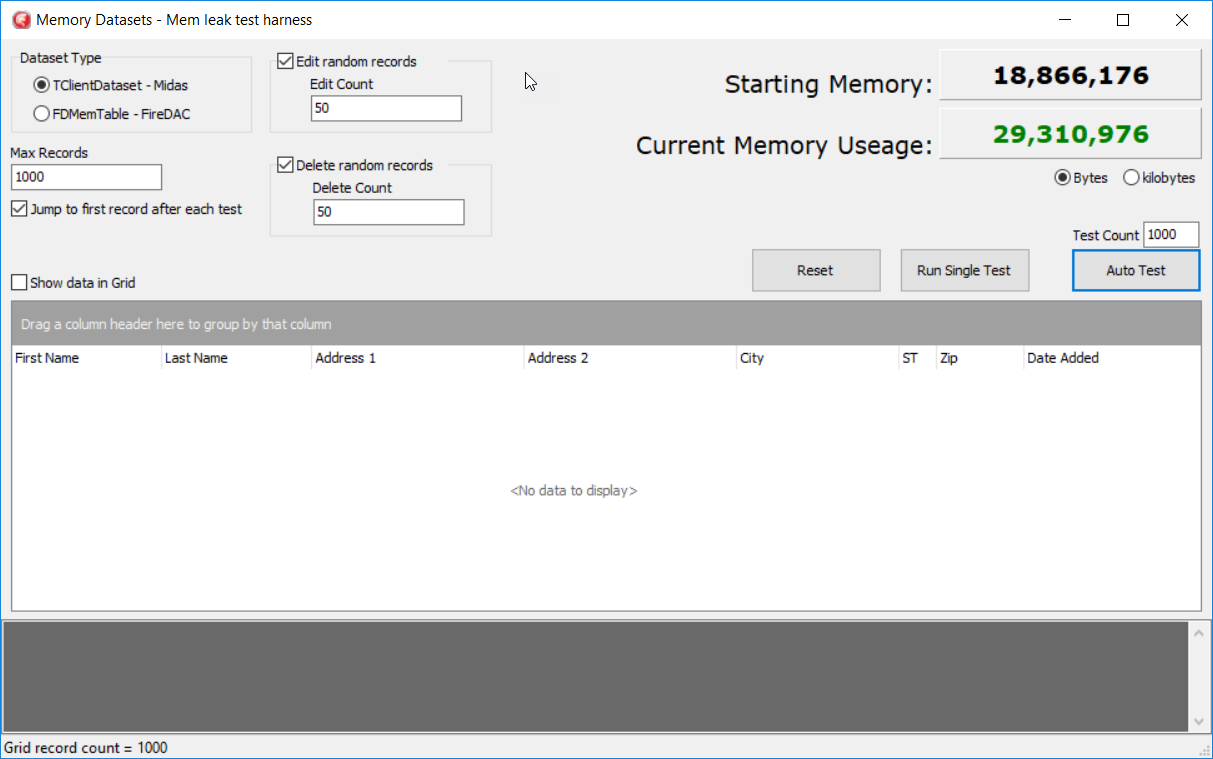 Memory Datasets - Mem leak test harness
Dataset Type
TClientDataset - Midas
FDMemTable - FireDAC
Max Records
1000
Jump to first record after each test
Show data in Grid
Edit random records
Edit Count
50
Delete random records
Delete Count
50
Starting Memory: 18,866,176
Current Memory Useage: 29,310,976
Bytes kilobytes
Test Count 1000
Reset Run Single Test Auto Test
Drag a column header here to group by that column
First Name Last Name Address 1 Address 2 City ST Zip Date Added
<No data to display>
Grid record count = 1000